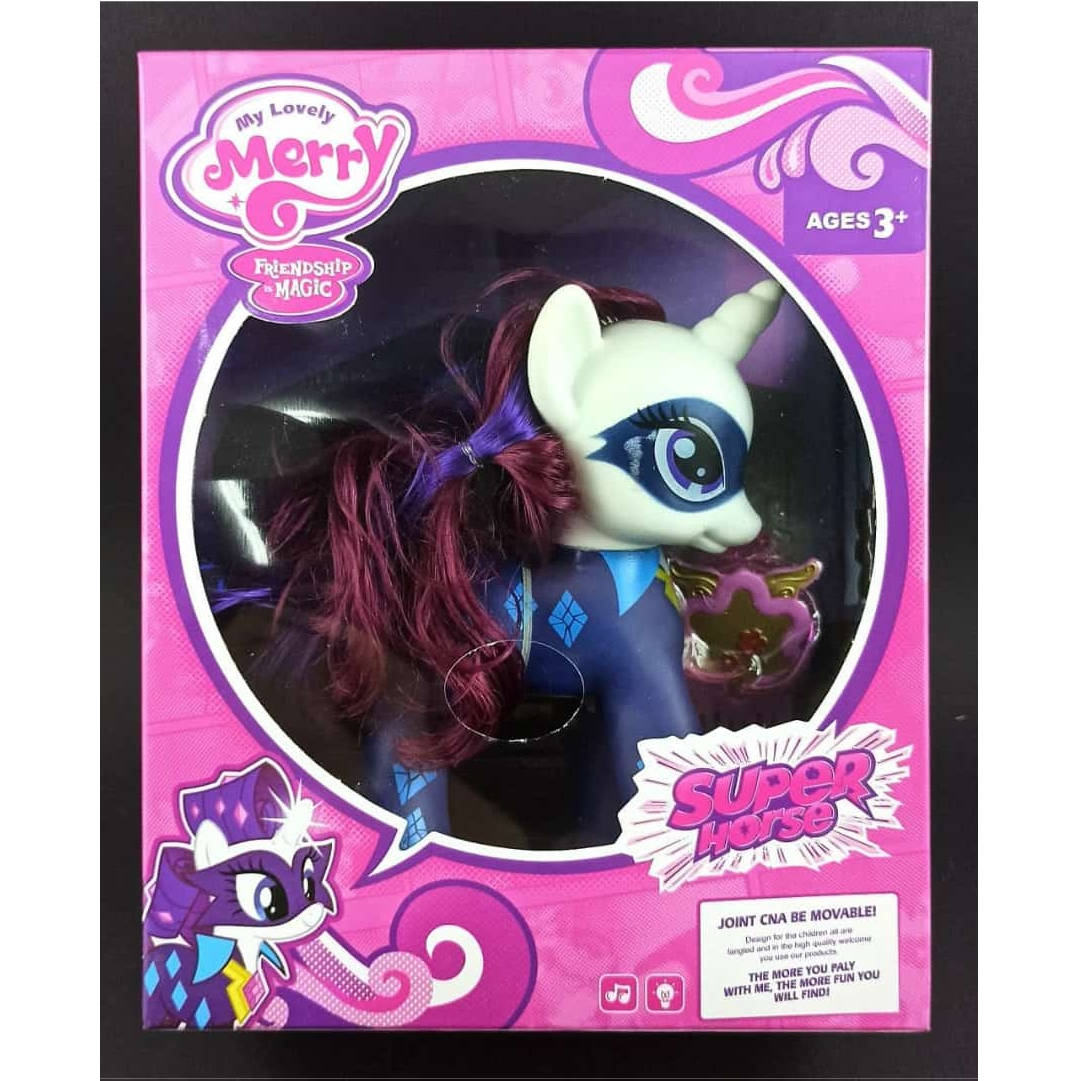 My Lovely
Merry
FRIENDSHIP
is MAGIC
AGES 3+
SUPER
HORSE
JOINT CNA BE MOVABLE!
Design for the children all are
fangled and in the high quality welcome
you use our products.
THE MORE YOU PALY
WITH ME, THE MORE FUN YOU
WILL FIND!